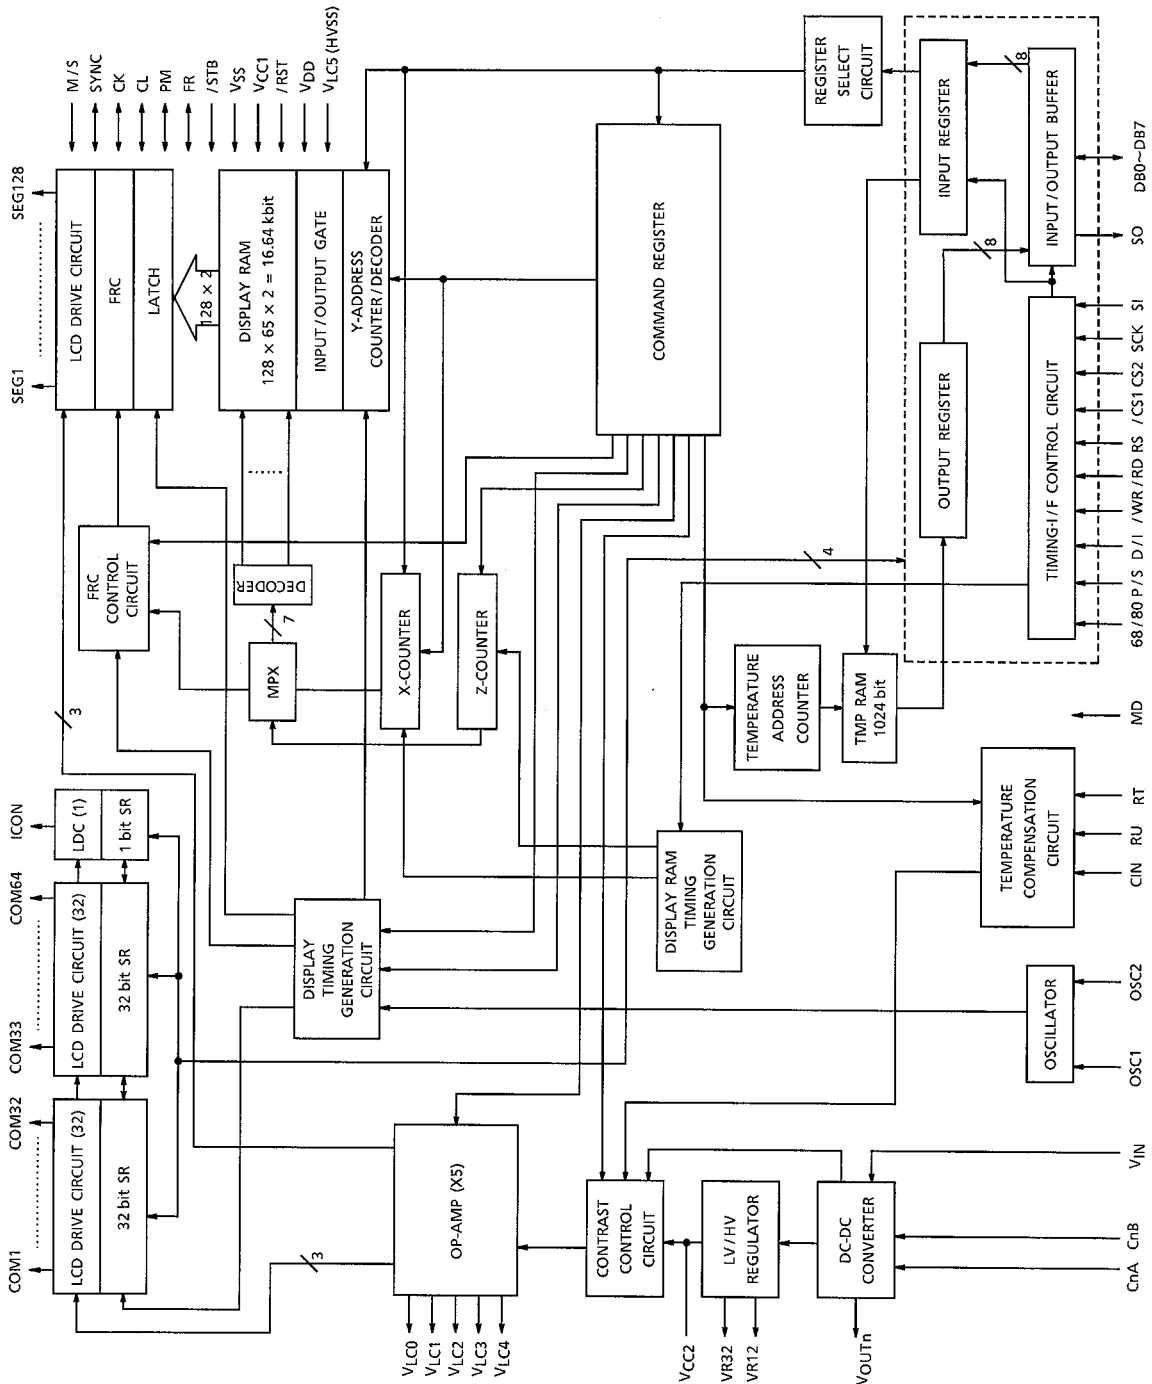 COM1
COM32
COM33
COM64
ICON
SEG1
SEG128
M/S
SYNC
CK
CL
PM
FR
/STB
VSS
VCC1
/RST
VDD
VLC5 (HVSS)
LCD DRIVE CIRCUIT (32)
32 bit SR
LCD DRIVE CIRCUIT (32)
32 bit SR
LDC (1)
1 bit SR
3
FRC
CONTROL
CIRCUIT
LCD DRIVE CIRCUIT
FRC
LATCH
128 × 2
DISPLAY RAM
128 × 65 × 2 = 16.64 kbit
INPUT/OUTPUT GATE
Y-ADDRESS
COUNTER/DECODER
DECODER
7
MPX
X-COUNTER
Z-COUNTER
3
DISPLAY
TIMING
GENERATION
CIRCUIT
VLC0
VLC1
VLC2
VLC3
VLC4
OP-AMP (X5)
COMMAND REGISTER
REGISTER
SELECT
CIRCUIT
CONTRAST
CONTROL
CIRCUIT
DISPLAY RAM
TIMING
GENERATION
CIRCUIT
4
VCC2
VR32
VR12
LV/HV
REGULATOR
TEMPERATURE
ADDRESS
COUNTER
TMP RAM
1024 bit
OUTPUT REGISTER
8
INPUT REGISTER
8
VOUTn
DC-DC
CONVERTER
OSCILLATOR
TEMPERATURE
COMPENSATION
CIRCUIT
TIMING·I/F CONTROL CIRCUIT
INPUT/OUTPUT BUFFER
CnA
CnB
VIN
OSC1
OSC2
CIN
RU
RT
MD
68/80
P/S
D/I
/WR
/RD
RS
/CS1
CS2
SCK
SI
SO
DB0~DB7